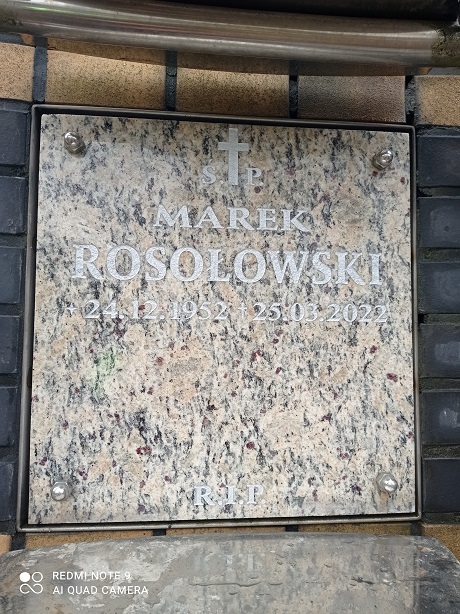 Ś.P.
MAREK
ROSOŁOWSKI
* 24.12.1952 † 25.03.2022
R.I.P.
REDMI NOTE 9
AI QUAD CAMERA